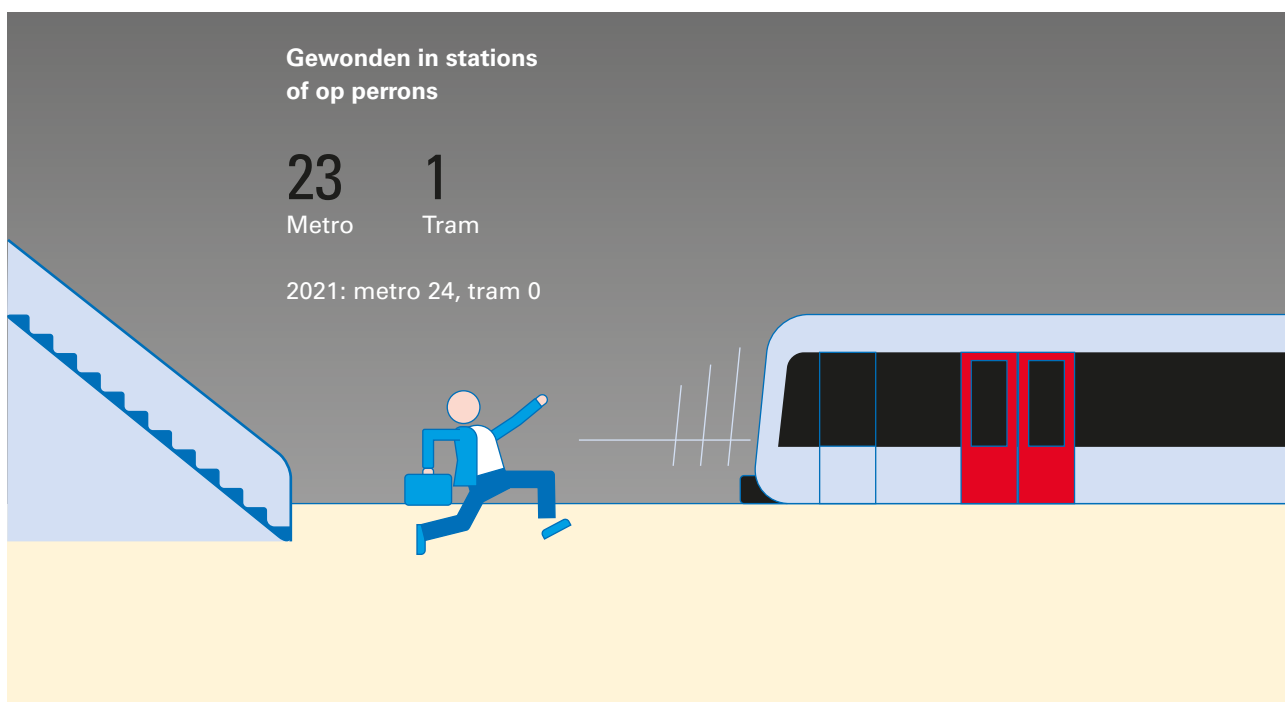 Gewonden in stations
of op perrons
23 1
Metro Tram
2021: metro 24, tram 0